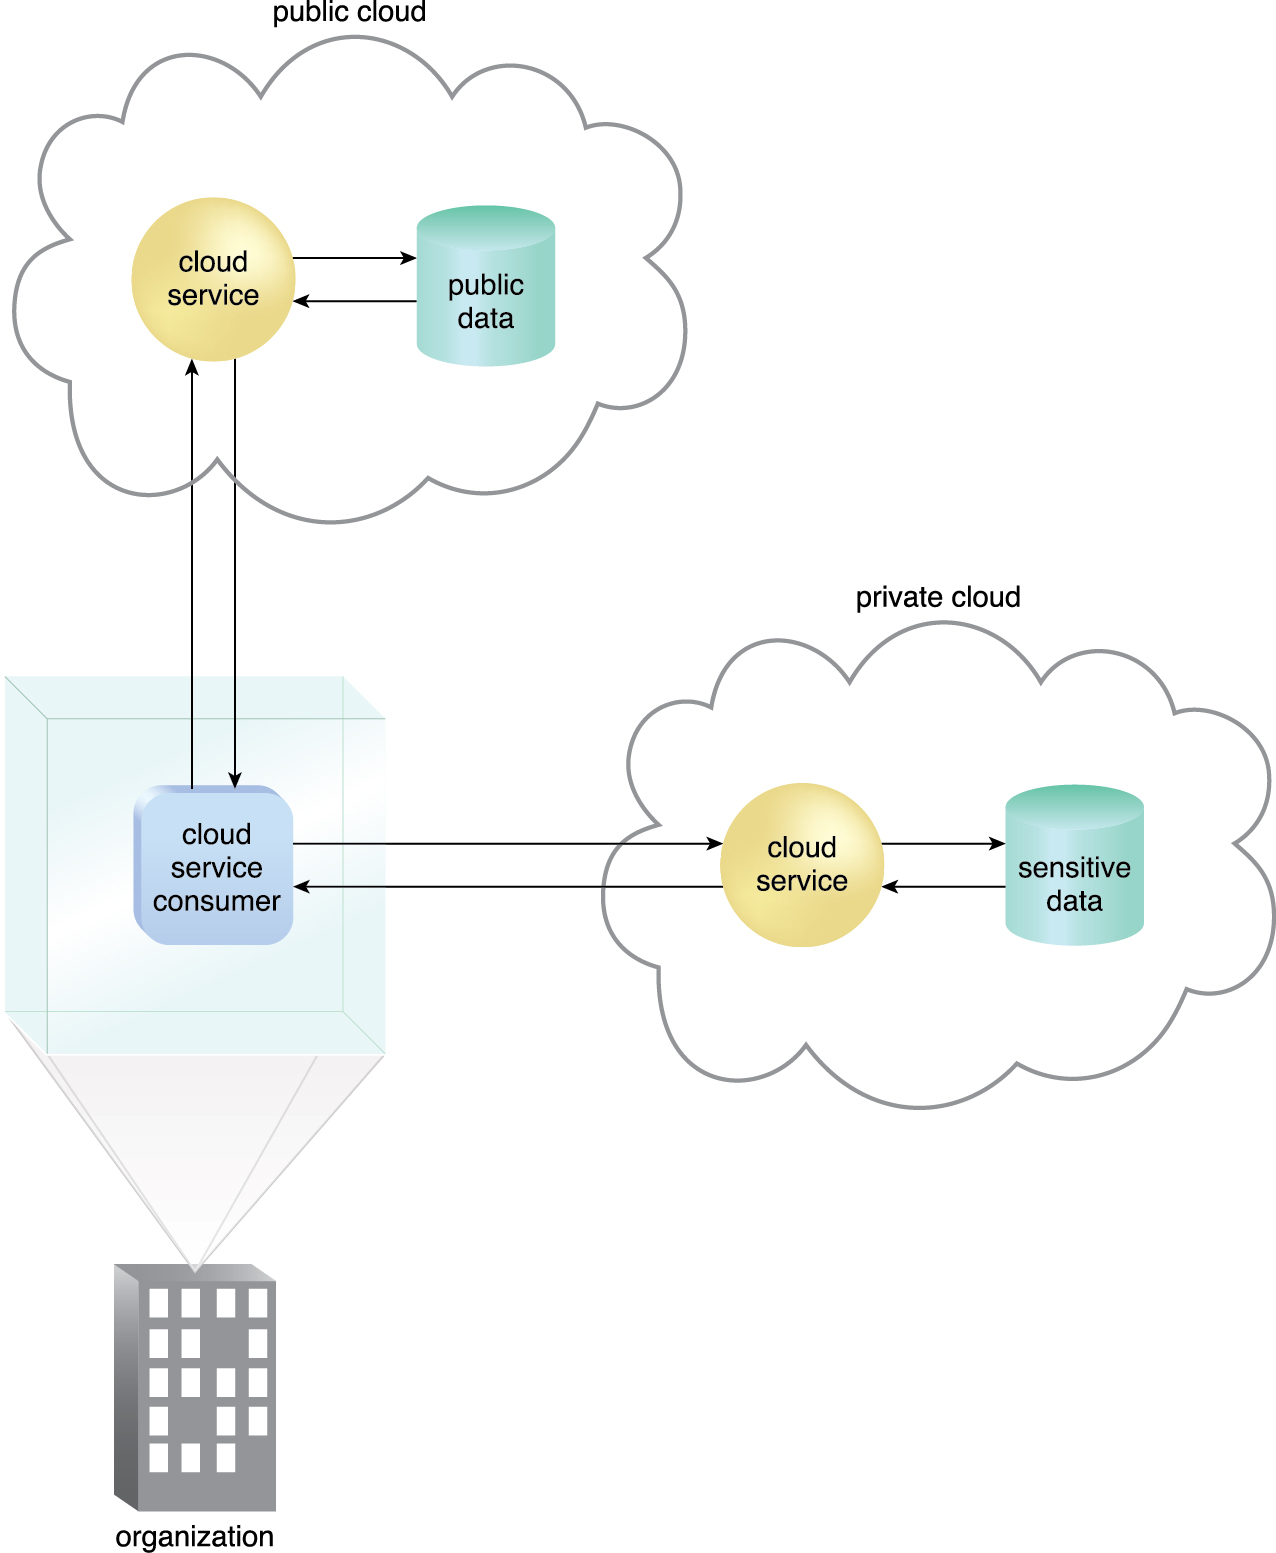 public cloud
cloud
service
public
data
private cloud
cloud
service
consumer
cloud
service
sensitive
data
organization